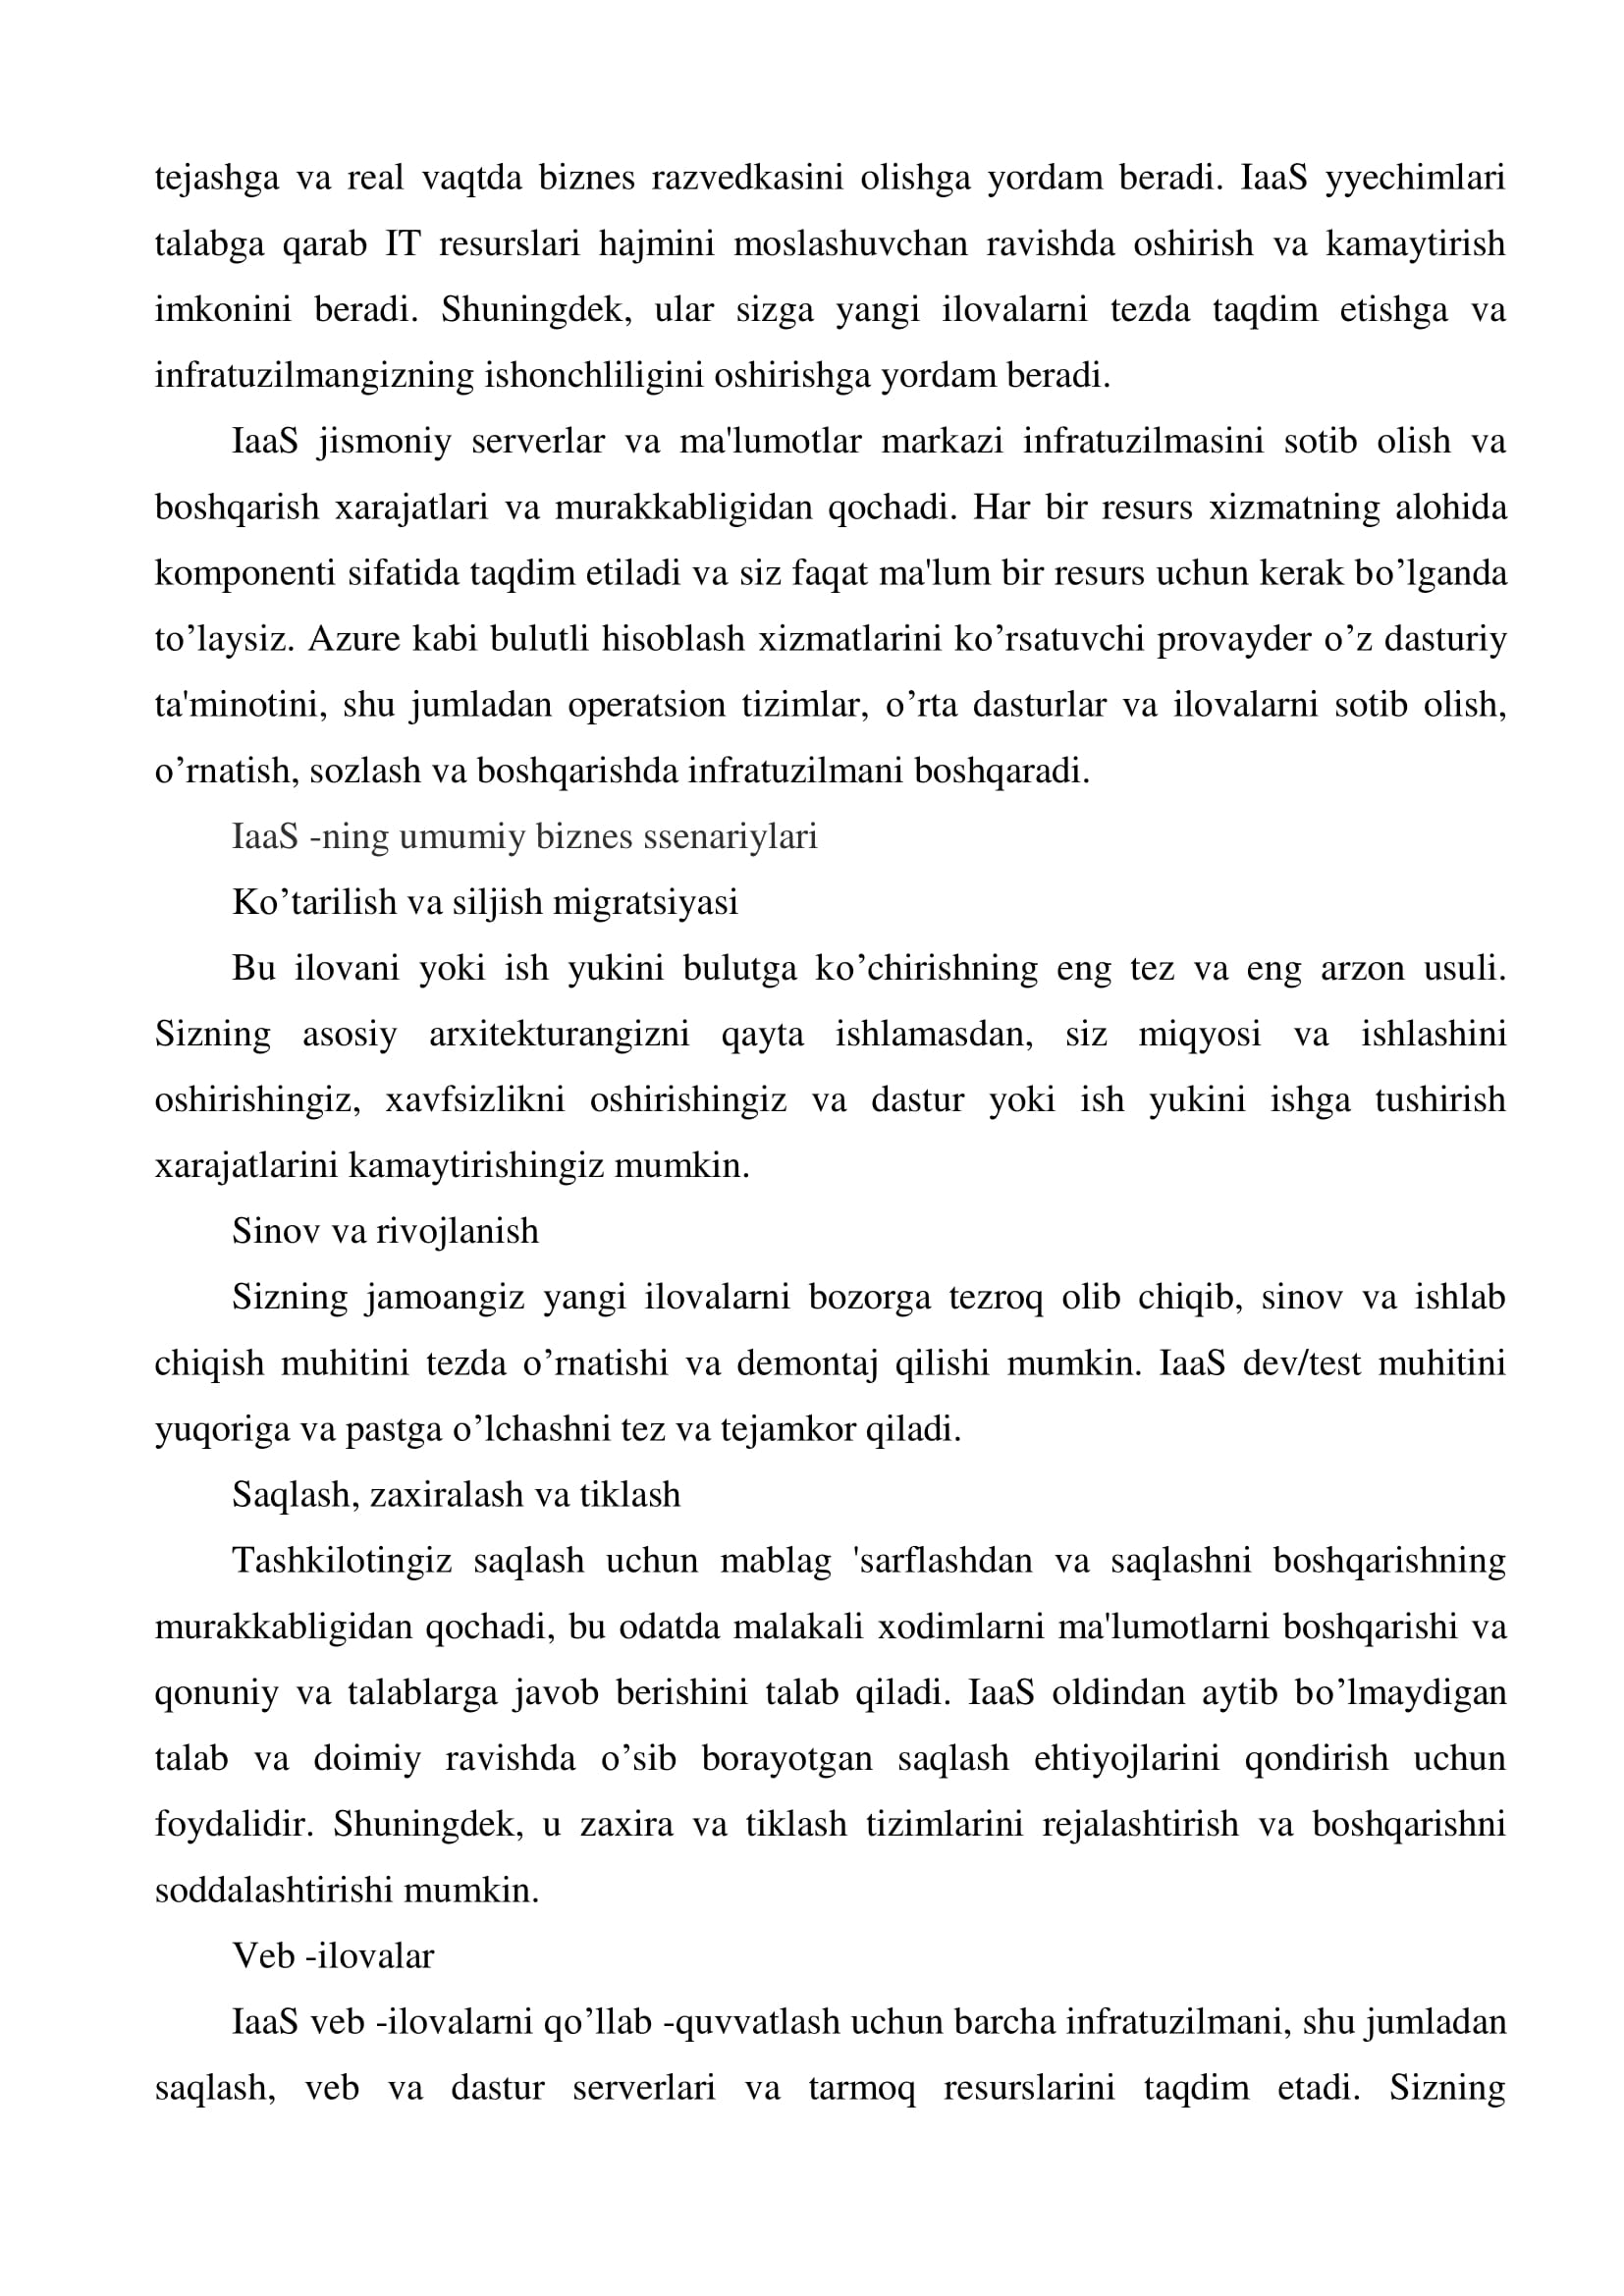 tejashga va real vaqtda biznes razvedkasini olishga yordam beradi. IaaS yyechimlari
talabga qarab IT resurslari hajmini moslashuvchan ravishda oshirish va kamaytirish
imkonini beradi. Shuningdek, ular sizga yangi ilovalarni tezda taqdim etishga va
infratuzilmangizning ishonchliligini oshirishga yordam beradi.
IaaS jismoniy serverlar va ma'lumotlar markazi infratuzilmasini sotib olish va
boshqarish xarajatlari va murakkabligidan qochadi. Har bir resurs xizmatning alohida
komponenti sifatida taqdim etiladi va siz faqat ma'lum bir resurs uchun kerak bo’lganda
to’laysiz. Azure kabi bulutli hisoblash xizmatlarini ko’rsatuvchi provayder o’z dasturiy
ta'minotini, shu jumladan operatsion tizimlar, o’rta dasturlar va ilovalarni sotib olish,
o’rnatish, sozlash va boshqarishda infratuzilmani boshqaradi.
IaaS -ning umumiy biznes ssenariylari
Ko’tarilish va siljish migratsiyasi
Bu ilovani yoki ish yukini bulutga ko’chirishning eng tez va eng arzon usuli.
Sizning asosiy arxitekturangizni qayta ishlamasdan, siz miqyosi va ishlashini
oshirishingiz, xavfsizlikni oshirishingiz va dastur yoki ish yukini ishga tushirish
xarajatlarini kamaytirishingiz mumkin.
Sinov va rivojlanish
Sizning jamoangiz yangi ilovalarni bozorga tezroq olib chiqib, sinov va ishlab
chiqish muhitini tezda o’rnatishi va demontaj qilishi mumkin. IaaS dev/test muhitini
yuqoriga va pastga o’lchashni tez va tejamkor qiladi.
Saqlash, zaxiralash va tiklash
Tashkilotingiz saqlash uchun mablag 'sarflashdan va saqlashni boshqarishning
murakkabligidan qochadi, bu odatda malakali xodimlarni ma'lumotlarni boshqarishi va
qonuniy va talablarga javob berishini talab qiladi. IaaS oldindan aytib bo’lmaydigan
talab va doimiy ravishda o’sib borayotgan saqlash ehtiyojlarini qondirish uchun
foydalidir. Shuningdek, u zaxira va tiklash tizimlarini rejalashtirish va boshqarishni
soddalashtirishi mumkin.
Veb -ilovalar
IaaS veb -ilovalarni qo’llab -quvvatlash uchun barcha infratuzilmani, shu jumladan
saqlash, veb va dastur serverlari va tarmoq resurslarini taqdim etadi. Sizning